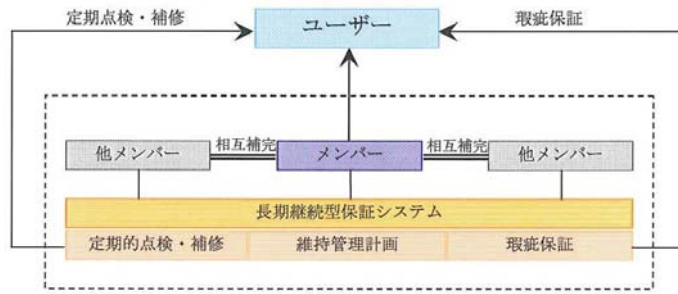 定期点検・補修
ユーザー
瑕疵保証
他メンバー
相互補完
メンバー
相互補完
他メンバー
長期継続型保証システム
定期的点検・補修
維持管理計画
瑕疵保証